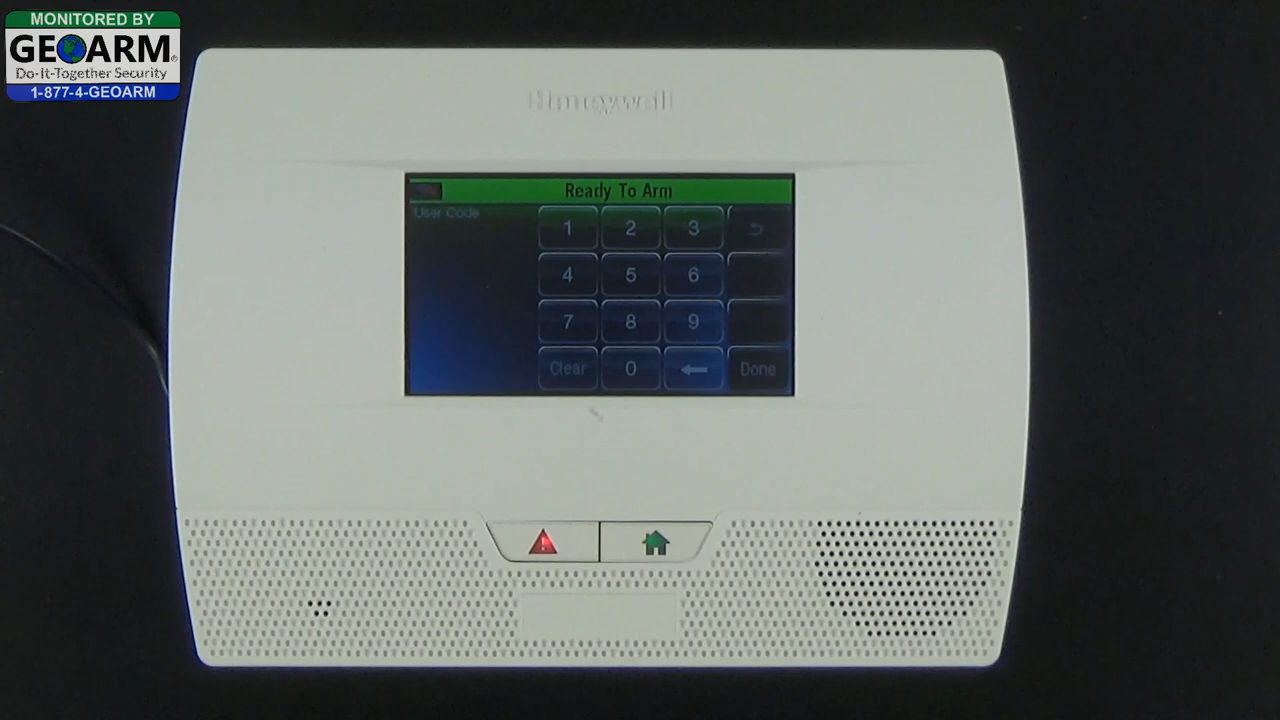 MONITORED BY
GEOARM®
Do-It-Together Security
1-877-4-GEOARM
Honeywell
Ready To Arm
User Code
1 2 3
4 5 6
7 8 9
Clear 0 Done